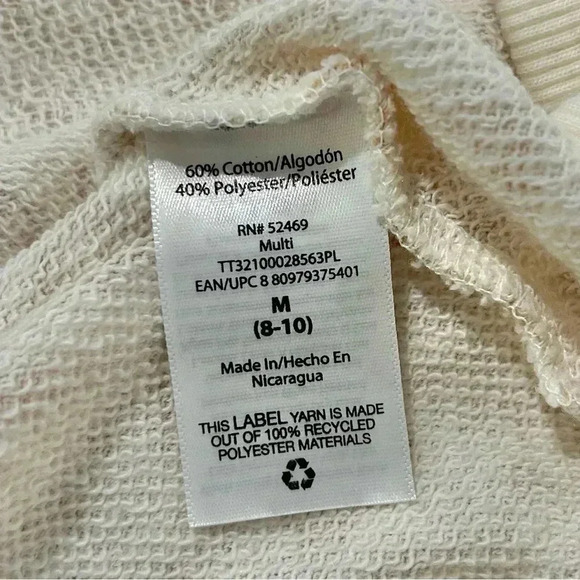 60% Cotton/Algodón
40% Polyester/Poliéster
RN# 52469
Multi
TT32100028563PL
EAN/UPC 8 80979375401
M
(8-10)
Made In/Hecho En
Nicaragua
THIS LABEL YARN IS MADE
OUT OF 100% RECYCLED
POLYESTER MATERIALS